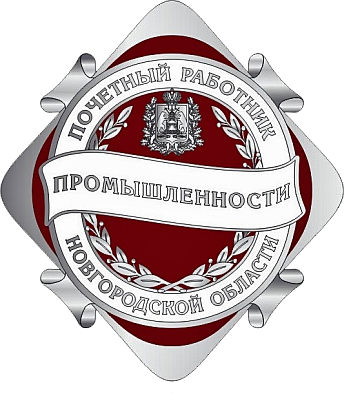 ПОЧЕТНЫЙ РАБОТНИК
ПРОМЫШЛЕННОСТИ
НОВГОРОДСКОЙ ОБЛАСТИ